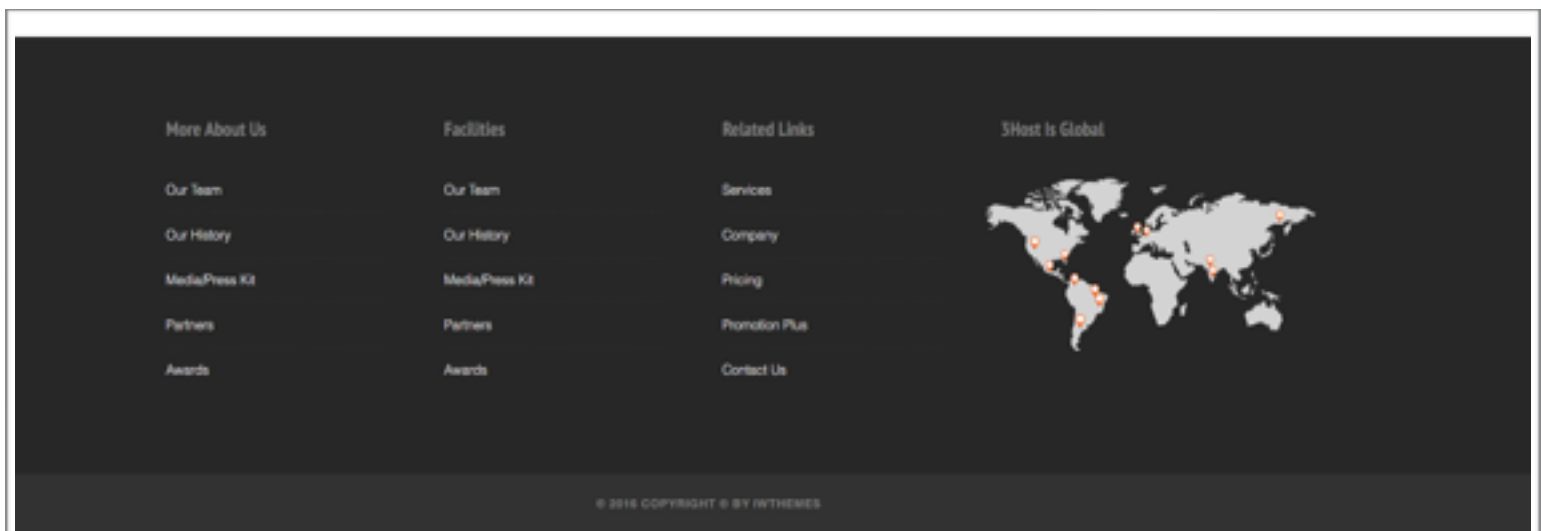 More About Us
Our Team
Our History
Media/Press Kit
Partners
Awards
Facilities
Our Team
Our History
Media/Press Kit
Partners
Awards
Related Links
Services
Company
Pricing
Promotion Plus
Contact Us
3Host Is Global
© 2016 COPYRIGHT © BY IWTHEMES